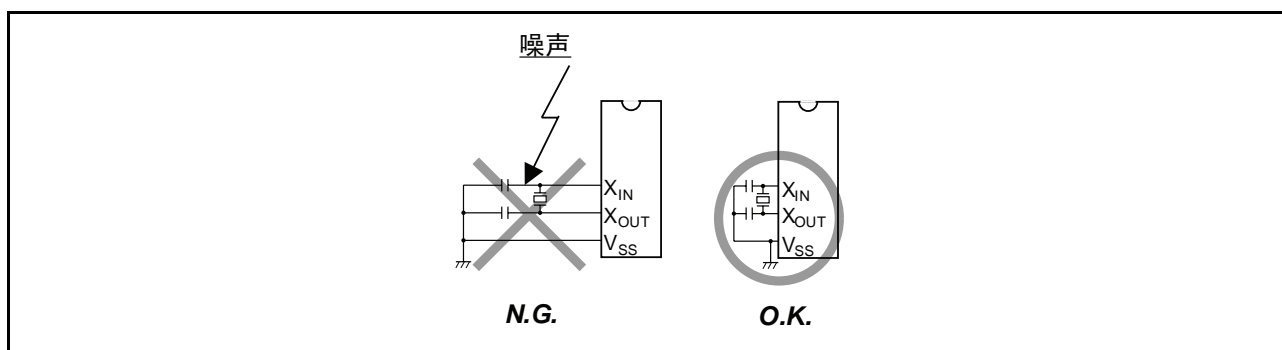 噪声
XIN
XOUT
VSS
N.G.
XIN
XOUT
VSS
O.K.